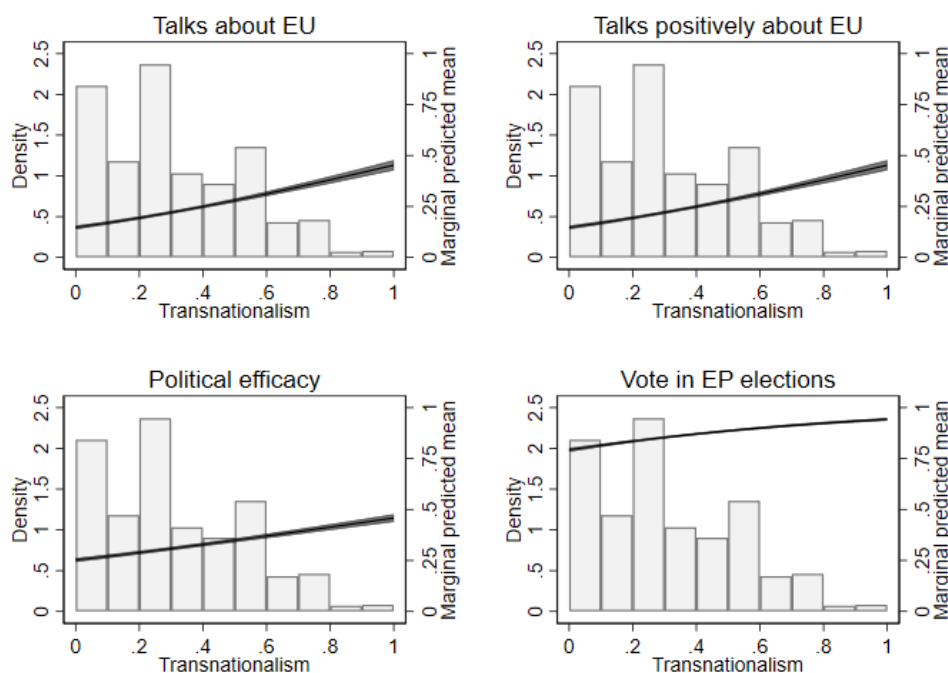 Talks about EU
Density
0 .5 1 1.5 2 2.5
Marginal predicted mean
0 .25 .5 .75 1
0 .2 .4 .6 .8 1
Transnationalism
Talks positively about EU
Density
0 .5 1 1.5 2 2.5
Marginal predicted mean
0 .25 .5 .75 1
0 .2 .4 .6 .8 1
Transnationalism
Political efficacy
Density
0 .5 1 1.5 2 2.5
Marginal predicted mean
0 .25 .5 .75 1
0 .2 .4 .6 .8 1
Transnationalism
Vote in EP elections
Density
0 .5 1 1.5 2 2.5
Marginal predicted mean
0 .25 .5 .75 1
0 .2 .4 .6 .8 1
Transnationalism